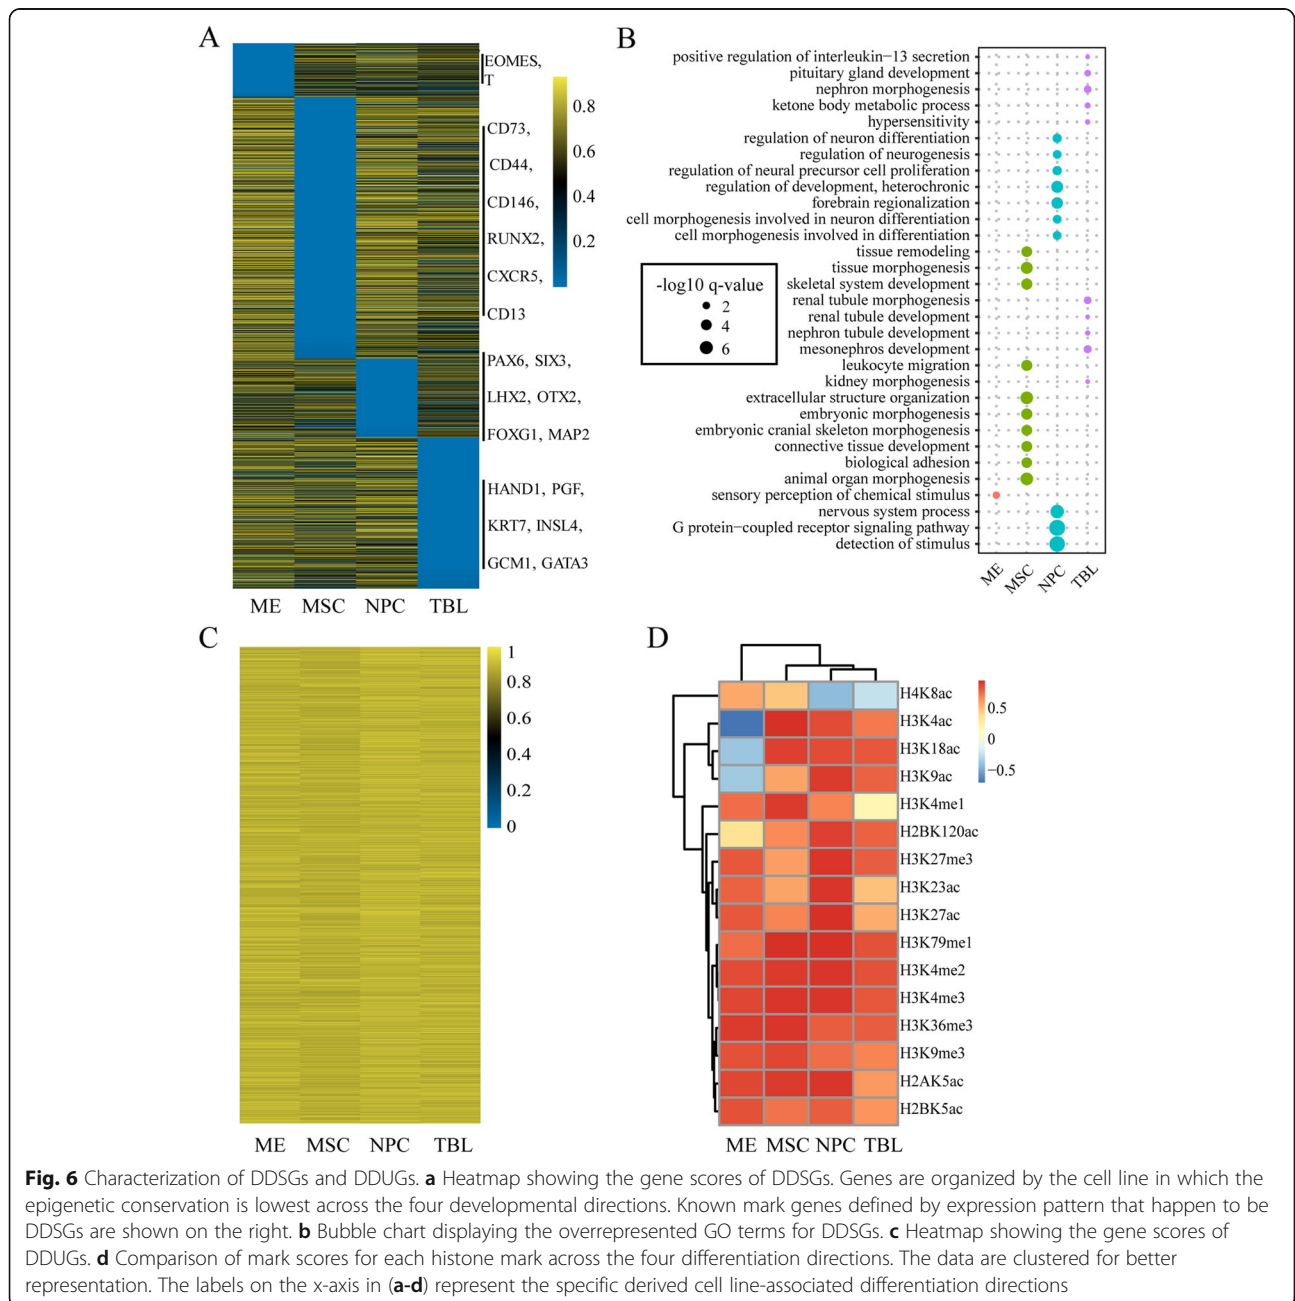 A
EOMES,
T
0.8
0.6
0.4
0.2
CD73,
CD44,
CD146,
RUNX2,
CXCR5,
CD13
PAX6, SIX3,
LHX2, OTX2,
FOXG1, MAP2
HAND1, PGF,
KRT7, INSL4,
GCM1, GATA3
ME MSC NPC TBL
B
positive regulation of interleukin−13 secretion
pituitary gland development
nephron morphogenesis
ketone body metabolic process
hypersensitivity
regulation of neuron differentiation
regulation of neurogenesis
regulation of neural precursor cell proliferation
regulation of development, heterochronic
forebrain regionalization
cell morphogenesis involved in neuron differentiation
cell morphogenesis involved in differentiation
tissue remodeling
tissue morphogenesis
skeletal system development
renal tubule morphogenesis
renal tubule development
nephron tubule development
mesonephros development
leukocyte migration
kidney morphogenesis
extracellular structure organization
embryonic morphogenesis
embryonic cranial skeleton morphogenesis
connective tissue development
biological adhesion
animal organ morphogenesis
sensory perception of chemical stimulus
nervous system process
G protein−coupled receptor signaling pathway
detection of stimulus
-log10 q-value
2
4
6
ME MSC NPC TBL
C
1
0.8
0.6
0.4
0.2
0
ME MSC NPC TBL
D
H4K8ac
H3K4ac
H3K18ac
H3K9ac
H3K4me1
H2BK120ac
H3K27me3
H3K23ac
H3K27ac
H3K79me1
H3K4me2
H3K4me3
H3K36me3
H3K9me3
H2AK5ac
H2BK5ac
0.5
0
−0.5
ME MSC NPC TBL
Fig. 6 Characterization of DDSGs and DDUGs. a Heatmap showing the gene scores of DDSGs. Genes are organized by the cell line in which the
epigenetic conservation is lowest across the four developmental directions. Known mark genes defined by expression pattern that happen to be
DDSGs are shown on the right. b Bubble chart displaying the overrepresented GO terms for DDSGs. c Heatmap showing the gene scores of
DDUGs. d Comparison of mark scores for each histone mark across the four differentiation directions. The data are clustered for better
representation. The labels on the x-axis in (a-d) represent the specific derived cell line-associated differentiation directions